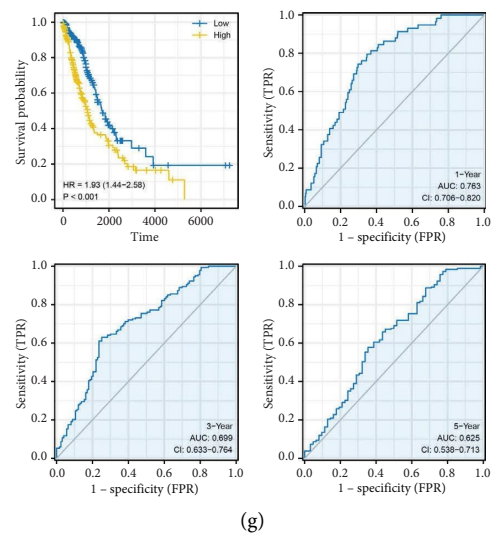 Survival probability
1.0
0.8
0.6
0.4
0.2
0.0
Low
High
HR = 1.93 (1.44–2.58)
P < 0.001
0
2000
4000
6000
Time
Sensitivity (TPR)
1.0
0.8
0.6
0.4
0.2
0.0
1-Year
AUC: 0.763
CI: 0.706-0.820
0.0 0.2 0.4 0.6 0.8 1.0
1 – specificity (FPR)
Sensitivity (TPR)
1.0
0.8
0.6
0.4
0.2
0.0
3-Year
AUC: 0.699
CI: 0.633-0.764
0.0 0.2 0.4 0.6 0.8 1.0
1 – specificity (FPR)
Sensitivity (TPR)
1.0
0.8
0.6
0.4
0.2
0.0
5-Year
AUC: 0.625
CI: 0.538-0.713
0.0 0.2 0.4 0.6 0.8 1.0
1 – specificity (FPR)
(g)